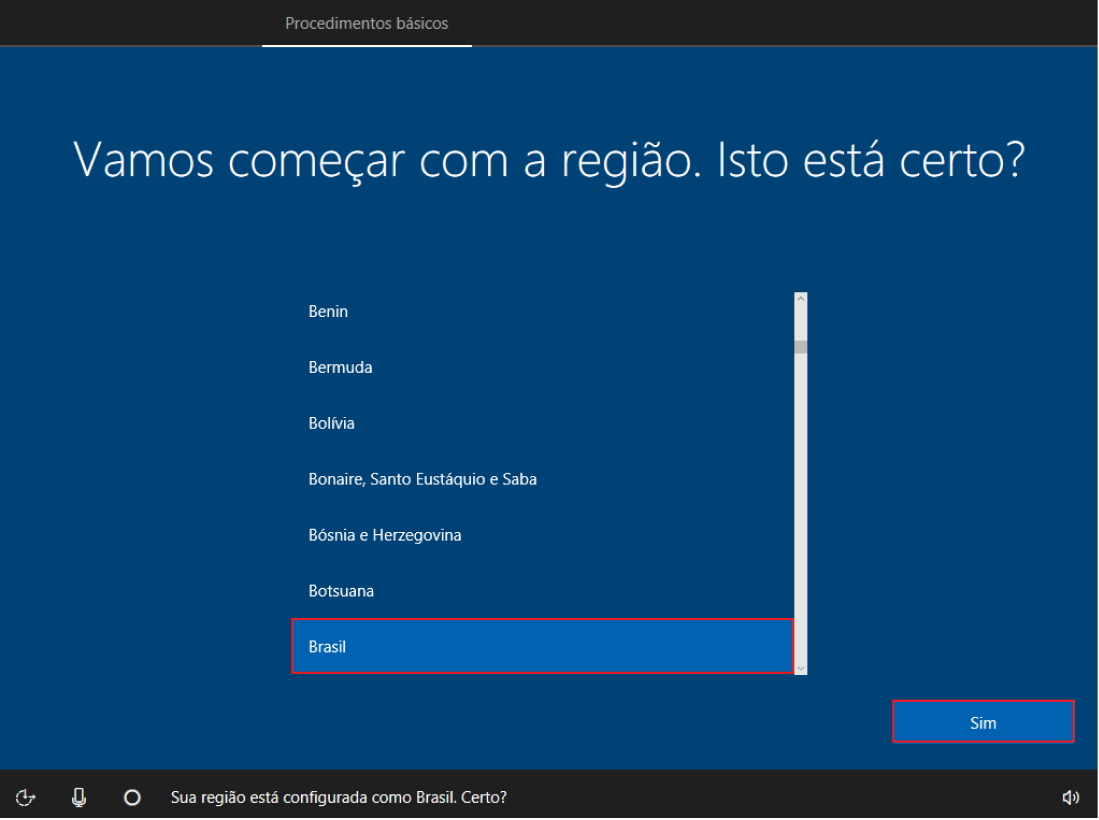 Procedimentos básicos
Vamos começar com a região. Isto está certo?
Benin
Bermuda
Bolívia
Bonaire, Santo Eustáquio e Saba
Bósnia e Herzegovina
Botsuana
Brasil
Sim
Sua região está configurada como Brasil. Certo?